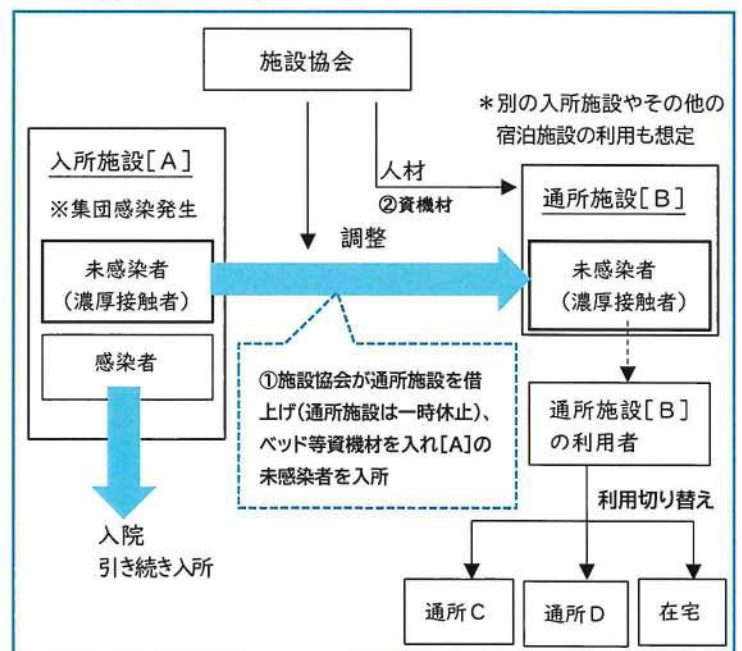 施設協会
*別の入所施設やその他の
宿泊施設の利用も想定
入所施設[A]
※集団感染発生
未感染者
(濃厚接触者)
感染者
人材
②資機材
調整
通所施設[B]
未感染者
(濃厚接触者)
①施設協会が通所施設を借
上げ(通所施設は一時休止)、
ベッド等資機材を入れ[A]の
未感染者を入所
通所施設[B]
の利用者
利用切り替え
入院
引き続き入所
通所C
通所D
在宅